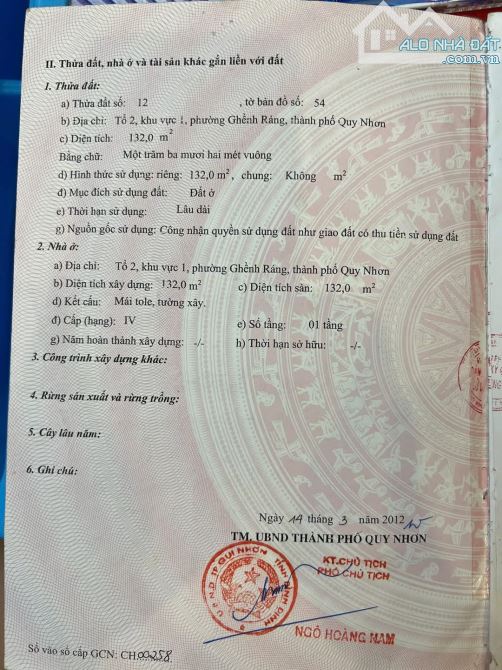 ALO NHÀ ĐẤT
.com.vn
II. Thửa đất, nhà ở và tài sản khác gắn liền với đất
1. Thửa đất:
a) Thửa đất số: 12 , tờ bản đồ số: 54
b) Địa chỉ: Tổ 2, khu vực 1, phường Ghềnh Ráng, thành phố Quy Nhơn
c) Diện tích: 132,0 m²
Bằng chữ: Một trăm ba mươi hai mét vuông
d) Hình thức sử dụng: riêng: 132,0 m², chung: Không m²
đ) Mục đích sử dụng đất: Đất ở
e) Thời hạn sử dụng: Lâu dài
g) Nguồn gốc sử dụng: Công nhận quyền sử dụng đất như giao đất có thu tiền sử dụng đất
2. Nhà ở:
a) Địa chỉ: Tổ 2, khu vực 1, phường Ghềnh Ráng, thành phố Quy Nhơn
b) Diện tích xây dựng: 132,0 m² c) Diện tích sàn: 132,0 m²
d) Kết cấu: Mái tole, tường xây.
đ) Cấp (hạng): IV e) Số tầng: 01 tầng
g) Năm hoàn thành xây dựng: -/- h) Thời hạn sở hữu: -/-
3. Công trình xây dựng khác:
4. Rừng sản xuất và rừng trồng:
5. Cây lâu năm:
6. Ghi chú:
Ngày 14 tháng 3 năm 2012
TM. UBND THÀNH PHỐ QUY NHƠN
KT.CHỦ TỊCH
PHÓ CHỦ TỊCH
U.B.N.D TP QUI NHƠN TỈNH BÌNH ĐỊNH
NGÔ HOÀNG NAM
Số vào sổ cấp GCN: CH00258